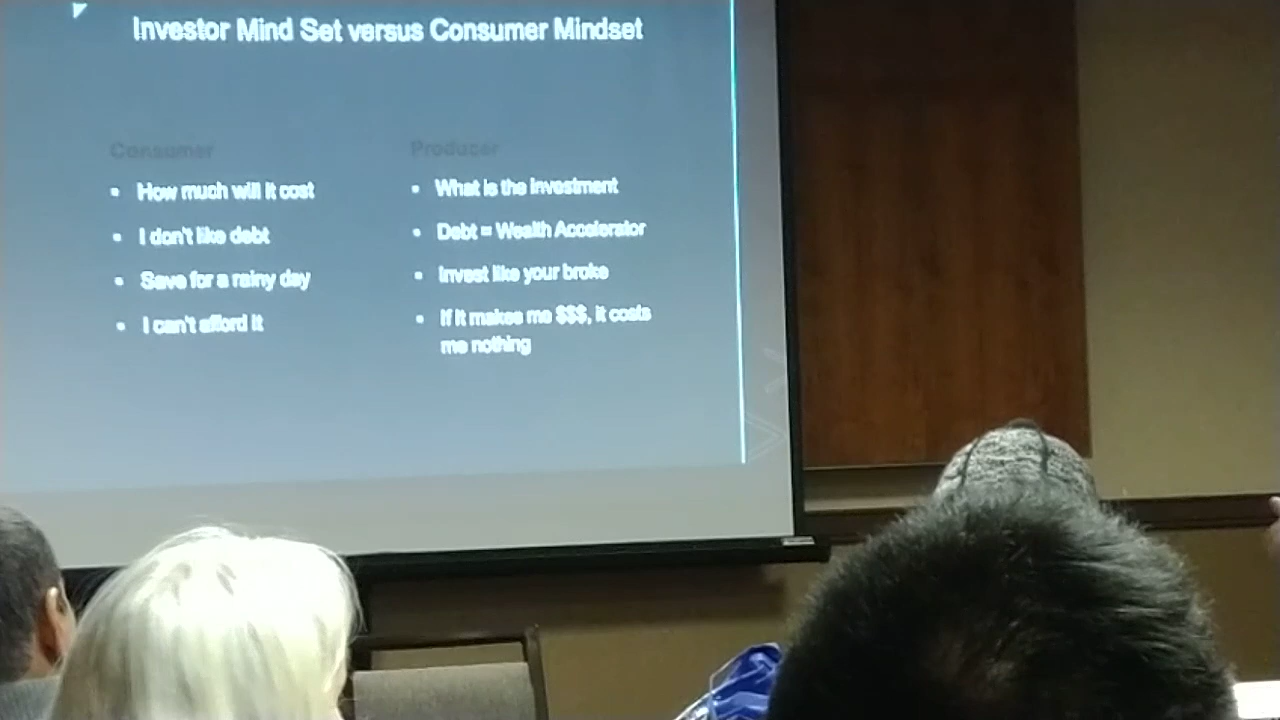 Investor Mind Set versus Consumer Mindset
Consumer
How much will it cost
I don't like debt
Save for a rainy day
I can't afford it
Producer
What is the investment
Debt = Wealth Accelerator
Invest like your broke
If it makes me $$$, it costs
me nothing